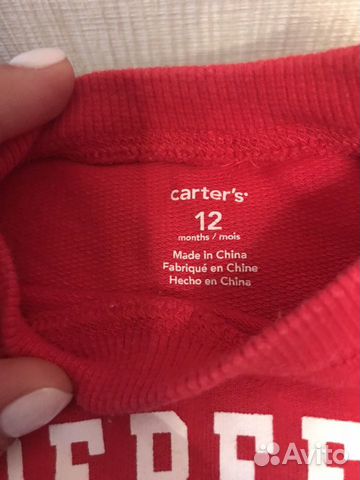 carter's
12
months / mois
Made in China
Fabriqué en Chine
Hecho en China
Avito